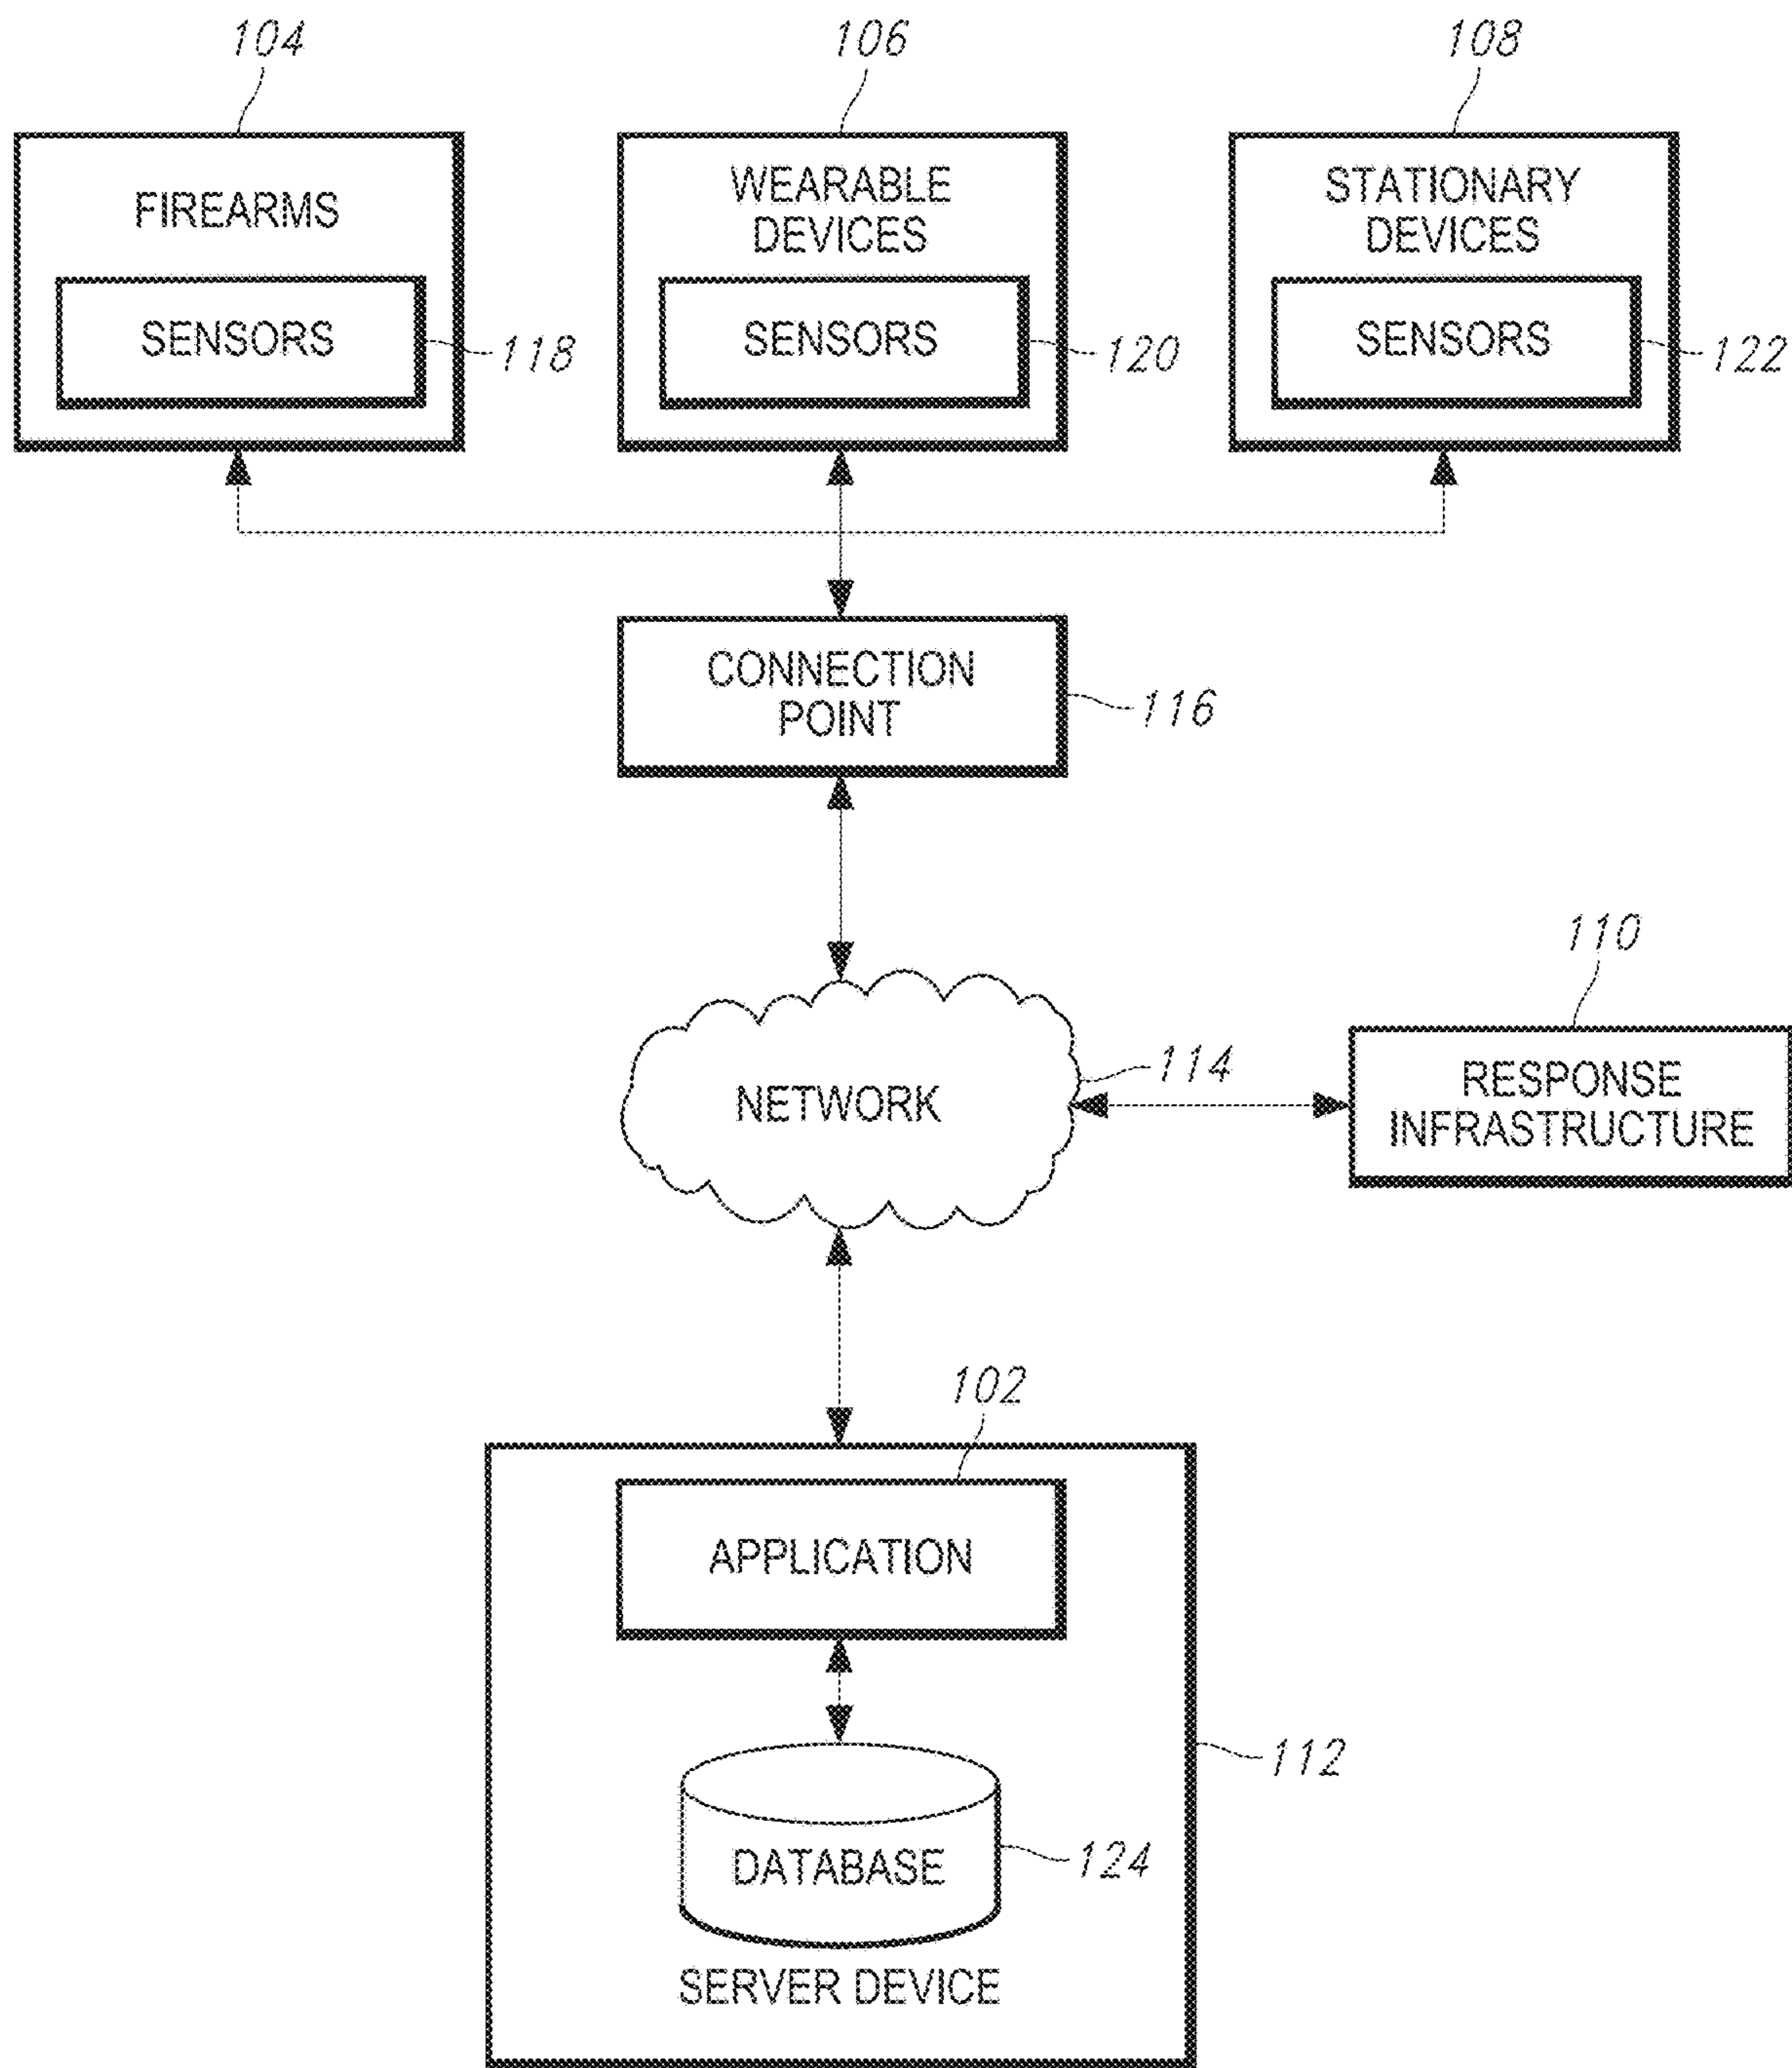 104
106
108
FIREARMS
WEARABLE
DEVICES
STATIONARY
DEVICES
SENSORS
118
SENSORS
120
SENSORS
122
CONNECTION
POINT
116
110
NETWORK
114
RESPONSE
INFRASTRUCTURE
102
APPLICATION
112
DATABASE
124
SERVER DEVICE